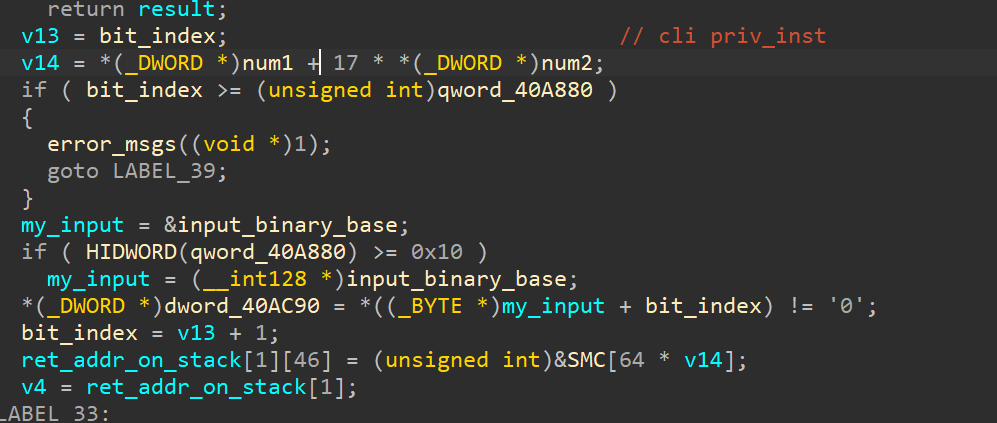 return result;
v13 = bit_index; // cli priv_inst
v14 = *(_DWORD *)num1 + 17 * *(_DWORD *)num2;
if ( bit_index >= (unsigned int)qword_40A880 )
{
error_msgs((void *)1);
goto LABEL_39;
}
my_input = &input_binary_base;
if ( HIDWORD(qword_40A880) >= 0x10 )
my_input = (__int128 *)input_binary_base;
*(_DWORD *)dword_40AC90 = *((_BYTE *)my_input + bit_index) != '0';
bit_index = v13 + 1;
ret_addr_on_stack[1][46] = (unsigned int)&SMC[64 * v14];
v4 = ret_addr_on_stack[1];
LABEL_33: